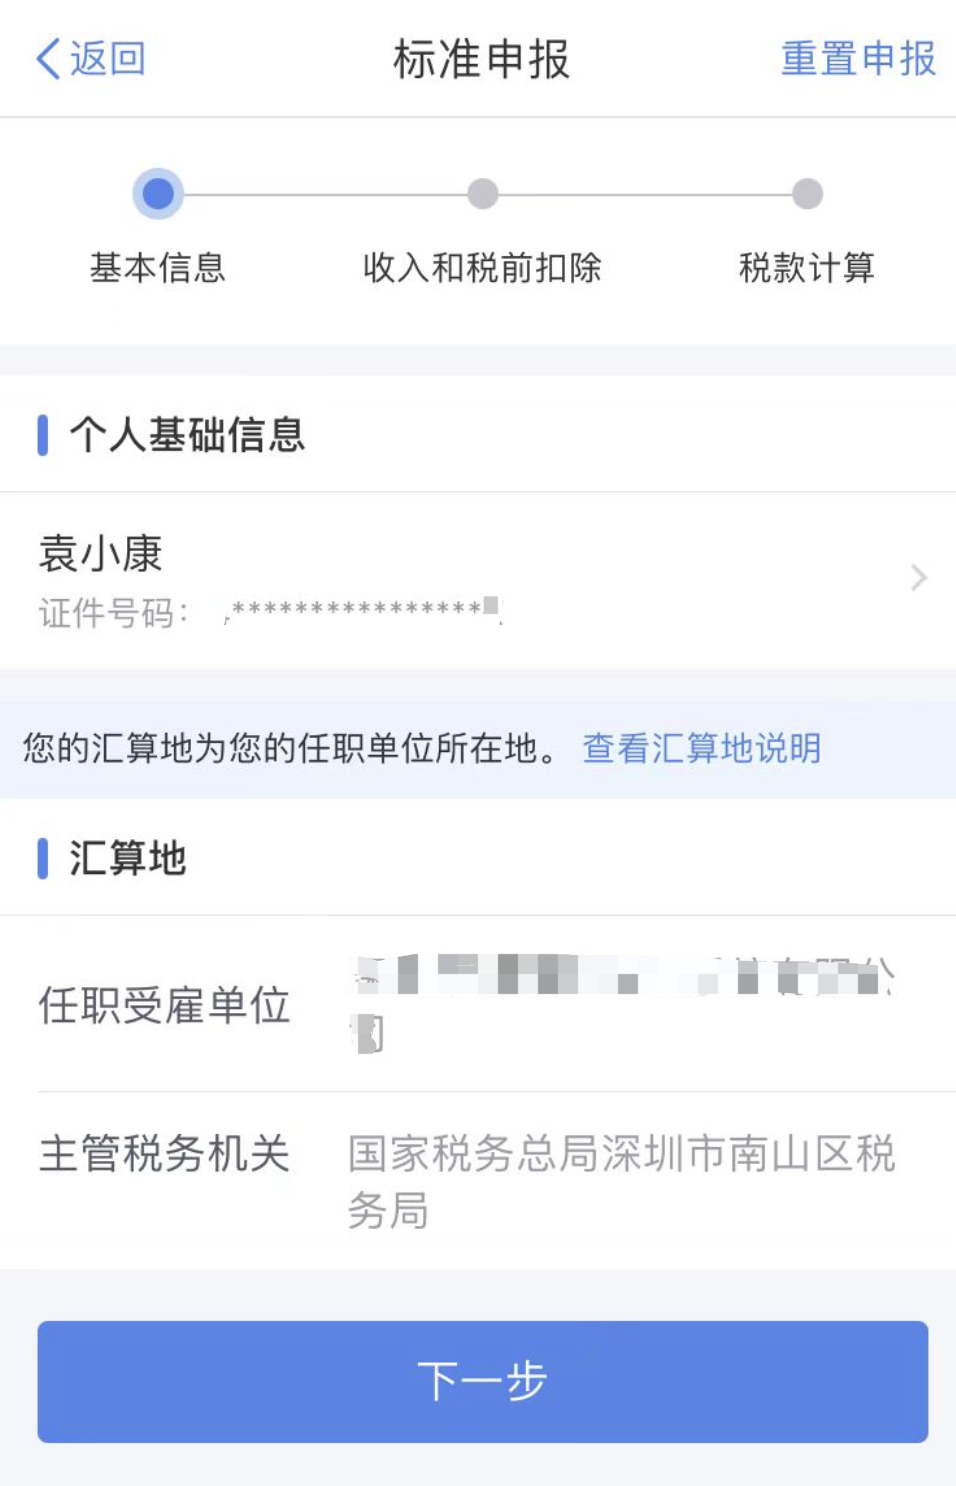 返回 标准申报 重置申报
基本信息 收入和税前扣除 税款计算
个人基础信息
袁小康
证件号码： ****************
您的汇算地为您的任职单位所在地。 查看汇算地说明
汇算地
任职受雇单位
主管税务机关 国家税务总局深圳市南山区税
务局
下一步